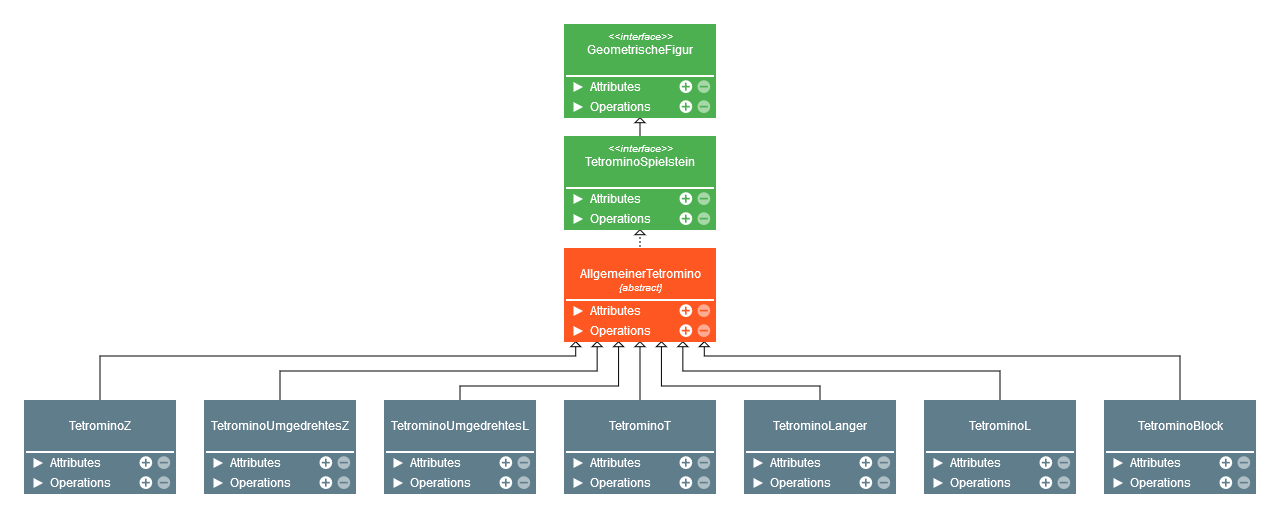 <<interface>>
GeometrischeFigur
Attributes
Operations
<<interface>>
TetrominoSpielstein
Attributes
Operations
AllgemeinerTetromino
{abstract}
Attributes
Operations
TetrominoZ
Attributes
Operations
TetrominoUmgedrehtesZ
Attributes
Operations
TetrominoUmgedrehtesL
Attributes
Operations
TetrominoT
Attributes
Operations
TetrominoLanger
Attributes
Operations
TetrominoL
Attributes
Operations
TetrominoBlock
Attributes
Operations